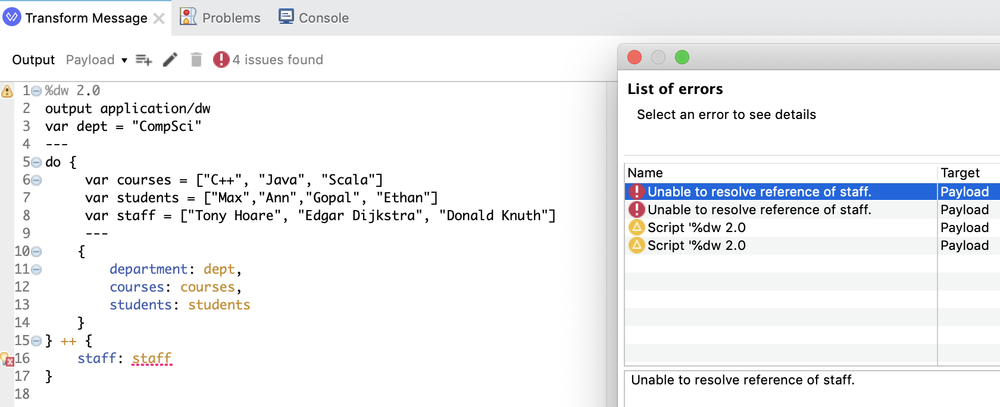 Transform Message Problems Console
Output Payload 4 issues found
1 %dw 2.0
2 output application/dw
3 var dept = "CompSci"
4 ---
5 do {
6 var courses = ["C++", "Java", "Scala"]
7 var students = ["Max","Ann","Gopal", "Ethan"]
8 var staff = ["Tony Hoare", "Edgar Dijkstra", "Donald Knuth"]
9 ---
10 {
11 department: dept,
12 courses: courses,
13 students: students
14 }
15 } ++ {
16 staff: staff
17 }
18
List of errors
Select an error to see details
Name Target
Unable to resolve reference of staff. Payload
Unable to resolve reference of staff. Payload
Script '%dw 2.0 Payload
Script '%dw 2.0 Payload
Unable to resolve reference of staff.